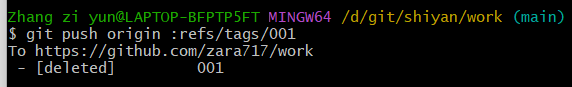 Zhang zi yun@LAPTOP-BFPTP5FT MINGW64 /d/git/shiyan/work (main)
$ git push origin :refs/tags/001
To https://github.com/zara717/work
 - [deleted]         001